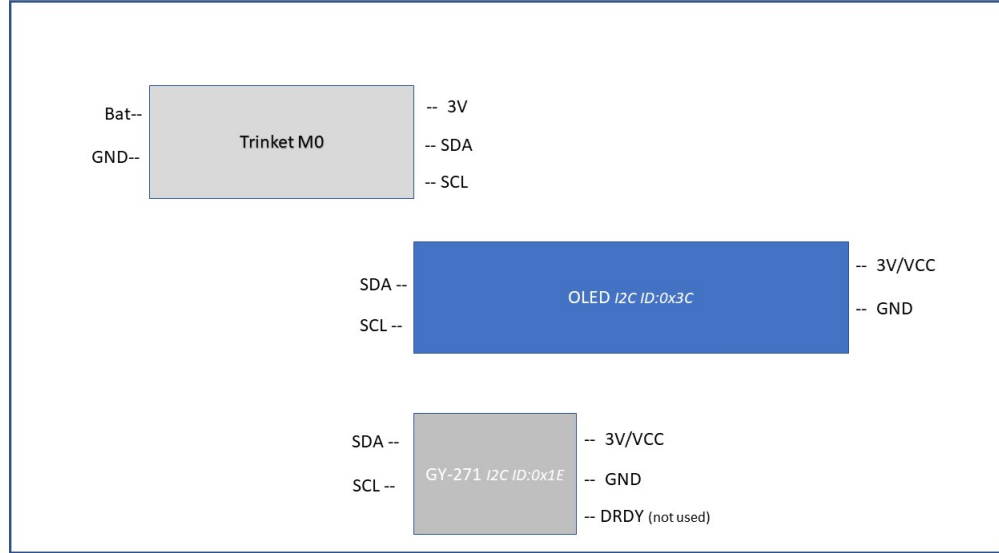 Bat--
GND--
Trinket M0
-- 3V
-- SDA
-- SCL
SDA --
SCL --
OLED I2C ID:0x3C
-- 3V/VCC
-- GND
SDA --
SCL --
GY-271 I2C ID:0x1E
-- 3V/VCC
-- GND
-- DRDY (not used)